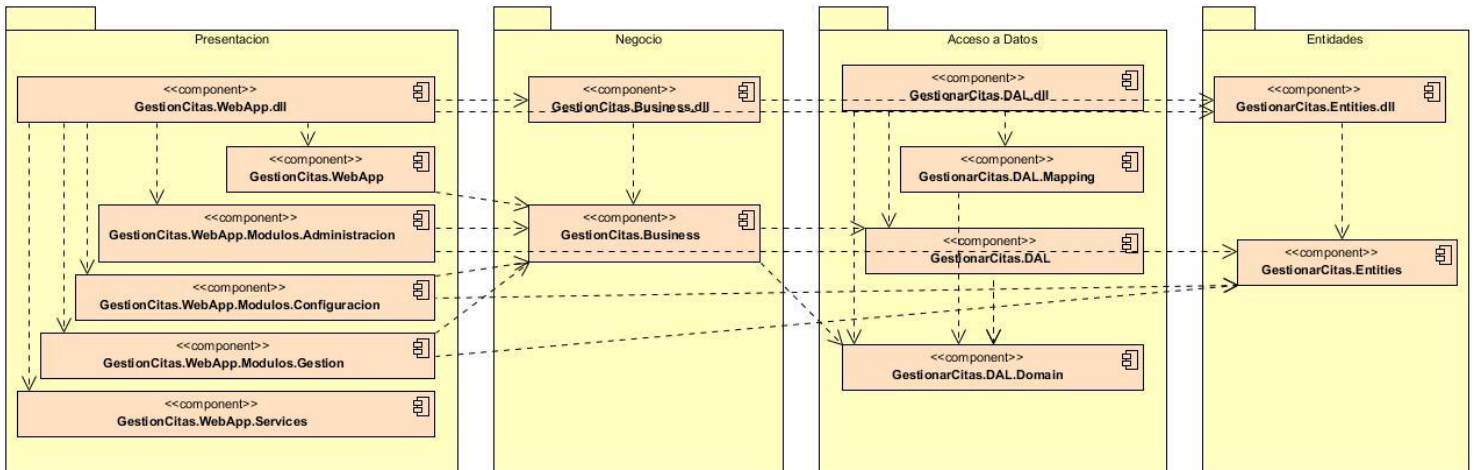 Presentacion
<<component>>
GestionCitas.WebApp.dll
<<component>>
GestionCitas.WebApp
<<component>>
GestionCitas.WebApp.Modulos.Administracion
<<component>>
GestionCitas.WebApp.Modulos.Configuracion
<<component>>
GestionCitas.WebApp.Modulos.Gestion
<<component>>
GestionCitas.WebApp.Services
Negocio
<<component>>
GestionCitas.Business.dll
<<component>>
GestionCitas.Business
Acceso a Datos
<<component>>
GestionarCitas.DAL.dll
<<component>>
GestionarCitas.DAL.Mapping
<<component>>
GestionarCitas.DAL
<<component>>
GestionarCitas.DAL.Domain
Entidades
<<component>>
GestionarCitas.Entities.dll
<<component>>
GestionarCitas.Entities